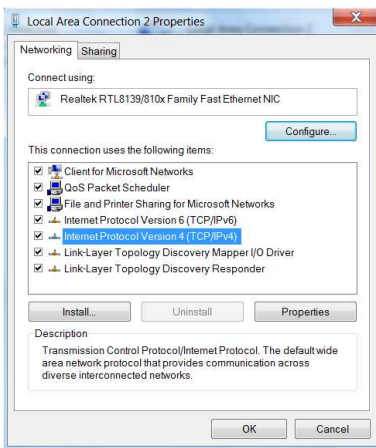 Local Area Connection 2 Properties
Networking
Sharing
Connect using:
Realtek RTL8139/810x Family Fast Ethernet NIC
Configure...
This connection uses the following items:
Client for Microsoft Networks
QoS Packet Scheduler
File and Printer Sharing for Microsoft Networks
Internet Protocol Version 6 (TCP/IPv6)
Internet Protocol Version 4 (TCP/IPv4)
Link-Layer Topology Discovery Mapper I/O Driver
Link-Layer Topology Discovery Responder
Install...
Uninstall
Properties
Description
Transmission Control Protocol/Internet Protocol. The default wide
area network protocol that provides communication across
diverse interconnected networks.
OK
Cancel